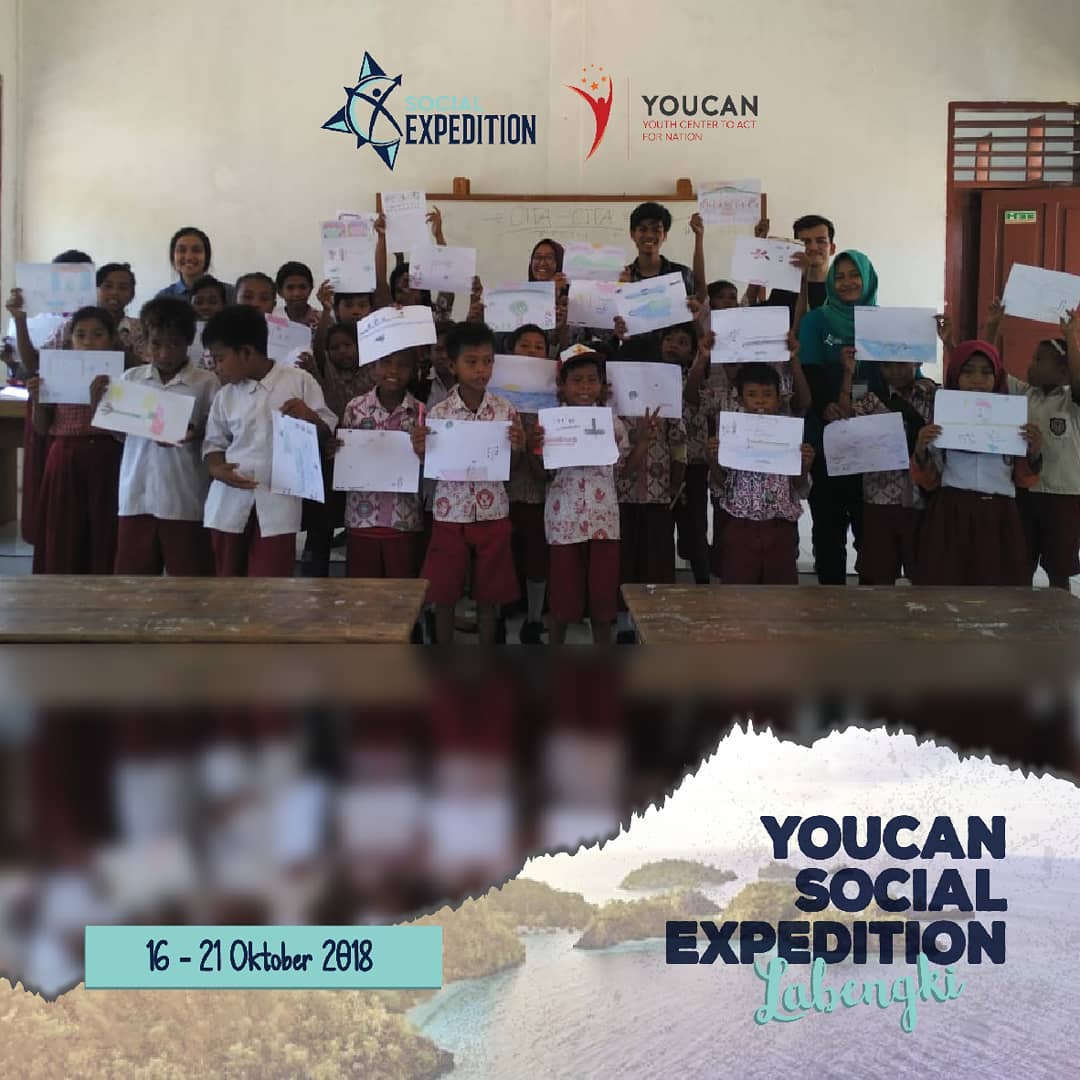 SOCIAL
EXPEDITION
YOUCAN
YOUTH CENTER TO ACT
FOR NATION
CITA - CITA
16 - 21 Oktober 2018
YOUCAN
SOCIAL
EXPEDITION
Labengki